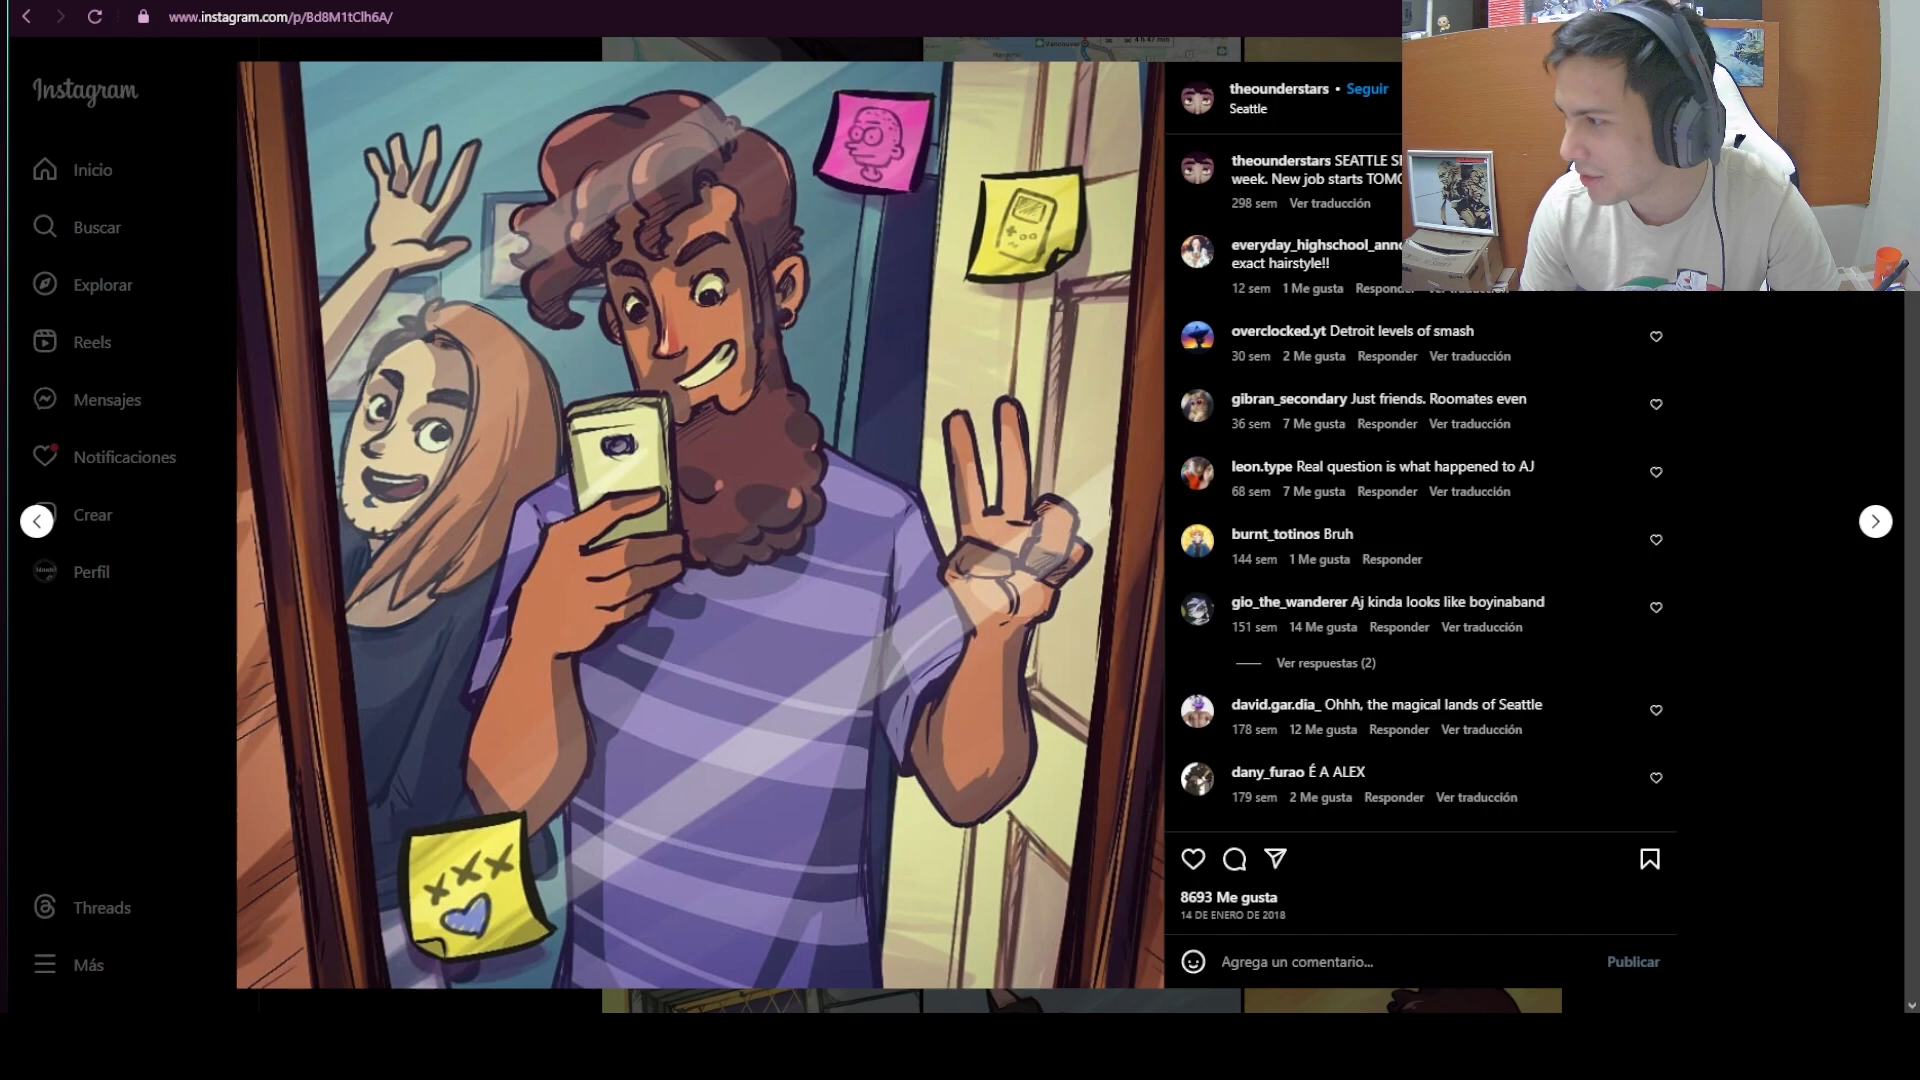 www.instagram.com/p/Bd8M1tClh6A/
Vancouver
4 h 47 min
Instagram
Inicio
Buscar
Explorar
Reels
Mensajes
Notificaciones
Crear
Perfil
Threads
Más
theounderstars • Seguir
Seattle
theounderstars SEATTLE
week. New job starts
298 sem Ver traducción
everyday_highschool
exact hairstyle!!
12 sem 1 Me gusta Responder
overclocked.yt Detroit levels of smash
30 sem 2 Me gusta Responder Ver traducción
gibran_secondary Just friends. Roomates even
36 sem 7 Me gusta Responder Ver traducción
leon.type Real question is what happened to AJ
68 sem 7 Me gusta Responder Ver traducción
burnt_totinos Bruh
144 sem 1 Me gusta Responder
gio_the_wanderer Aj kinda looks like boyinaband
151 sem 14 Me gusta Responder Ver traducción
Ver respuestas (2)
david.gar.dia_ Ohhh, the magical lands of Seattle
178 sem 12 Me gusta Responder Ver traducción
dany_furao É A ALEX
179 sem 2 Me gusta Responder Ver traducción
8693 Me gusta
14 DE ENERO DE 2018
Agrega un comentario...
Publicar
XXX